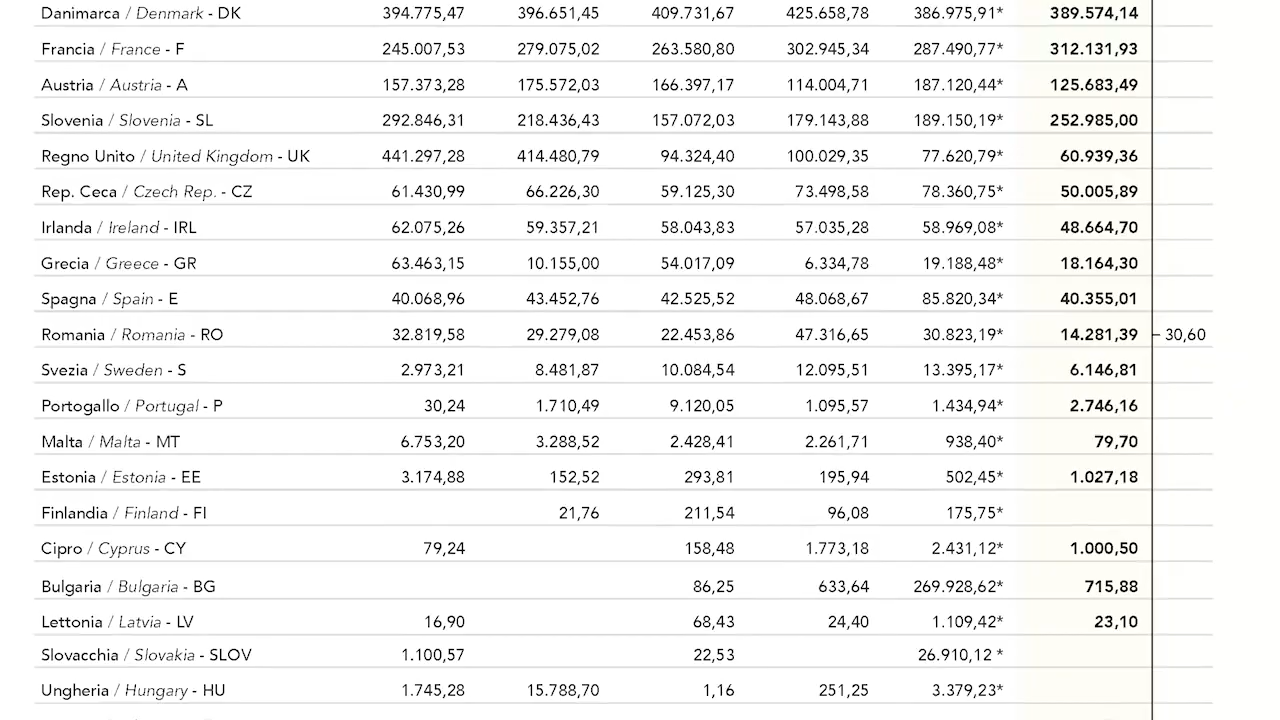 Danimarca / Denmark - DK 394.775,47 396.651,45 409.731,67 425.658,78 386.975,91* 389.574,14
Francia / France - F 245.007,53 279.075,02 263.580,80 302.945,34 287.490,77* 312.131,93
Austria / Austria - A 157.373,28 175.572,03 166.397,17 114.004,71 187.120,44* 125.683,49
Slovenia / Slovenia - SL 292.846,31 218.436,43 157.072,03 179.143,88 189.150,19* 252.985,00
Regno Unito / United Kingdom - UK 441.297,28 414.480,79 94.324,40 100.029,35 77.620,79* 60.939,36
Rep. Ceca / Czech Rep. - CZ 61.430,99 66.226,30 59.125,30 73.498,58 78.360,75* 50.005,89
Irlanda / Ireland - IRL 62.075,26 59.357,21 58.043,83 57.035,28 58.969,08* 48.664,70
Grecia / Greece - GR 63.463,15 10.155,00 54.017,09 6.334,78 19.188,48* 18.164,30
Spagna / Spain - E 40.068,96 43.452,76 42.525,52 48.068,67 85.820,34* 40.355,01
Romania / Romania - RO 32.819,58 29.279,08 22.453,86 47.316,65 30.823,19* 14.281,39 – 30,60
Svezia / Sweden - S 2.973,21 8.481,87 10.084,54 12.095,51 13.395,17* 6.146,81
Portogallo / Portugal - P 30,24 1.710,49 9.120,05 1.095,57 1.434,94* 2.746,16
Malta / Malta - MT 6.753,20 3.288,52 2.428,41 2.261,71 938,40* 79,70
Estonia / Estonia - EE 3.174,88 152,52 293,81 195,94 502,45* 1.027,18
Finlandia / Finland - FI 21,76 211,54 96,08 175,75*
Cipro / Cyprus - CY 79,24 158,48 1.773,18 2.431,12* 1.000,50
Bulgaria / Bulgaria - BG 86,25 633,64 269.928,62* 715,88
Lettonia / Latvia - LV 16,90 68,43 24,40 1.109,42* 23,10
Slovacchia / Slovakia - SLOV 1.100,57 22,53 26.910,12 *
Ungheria / Hungary - HU 1.745,28 15.788,70 1,16 251,25 3.379,23*